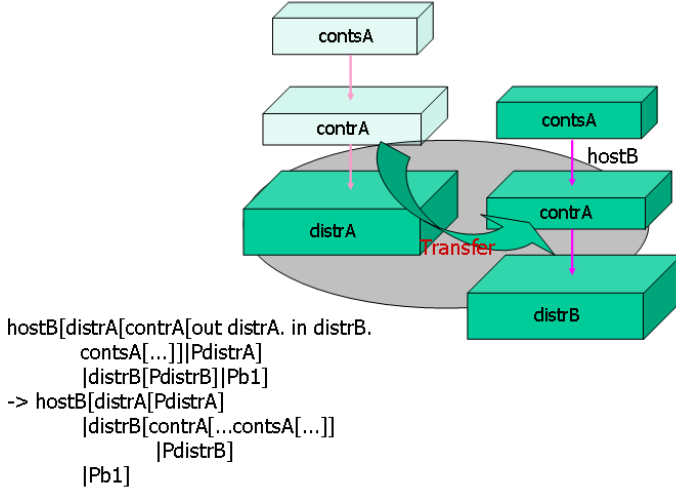 contsA
contrA
contsA
hostB
contrA
distrA
Transfer
distrB
hostB[distrA[contrA[out distrA. in distrB.
contsA[...]]|PdistrA]
|distrB[PdistrB]|Pb1]
-> hostB[distrA[PdistrA]
|distrB[contrA[...contsA[...]]
|PdistrB]
|Pb1]